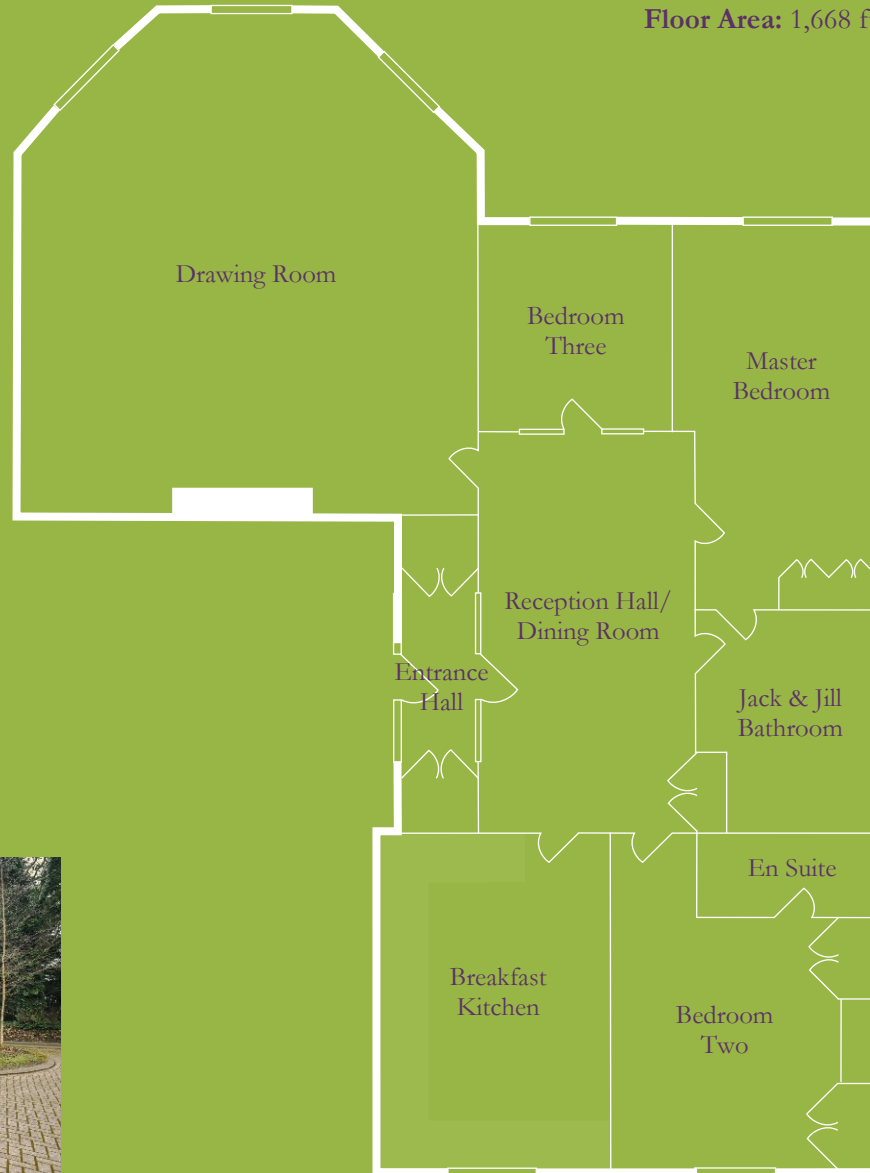 Floor Area: 1,668 f
Drawing Room
Bedroom
Three
Master
Bedroom
Reception Hall/
Dining Room
Entrance
Hall
Jack & Jill
Bathroom
En Suite
Breakfast
Kitchen
Bedroom
Two